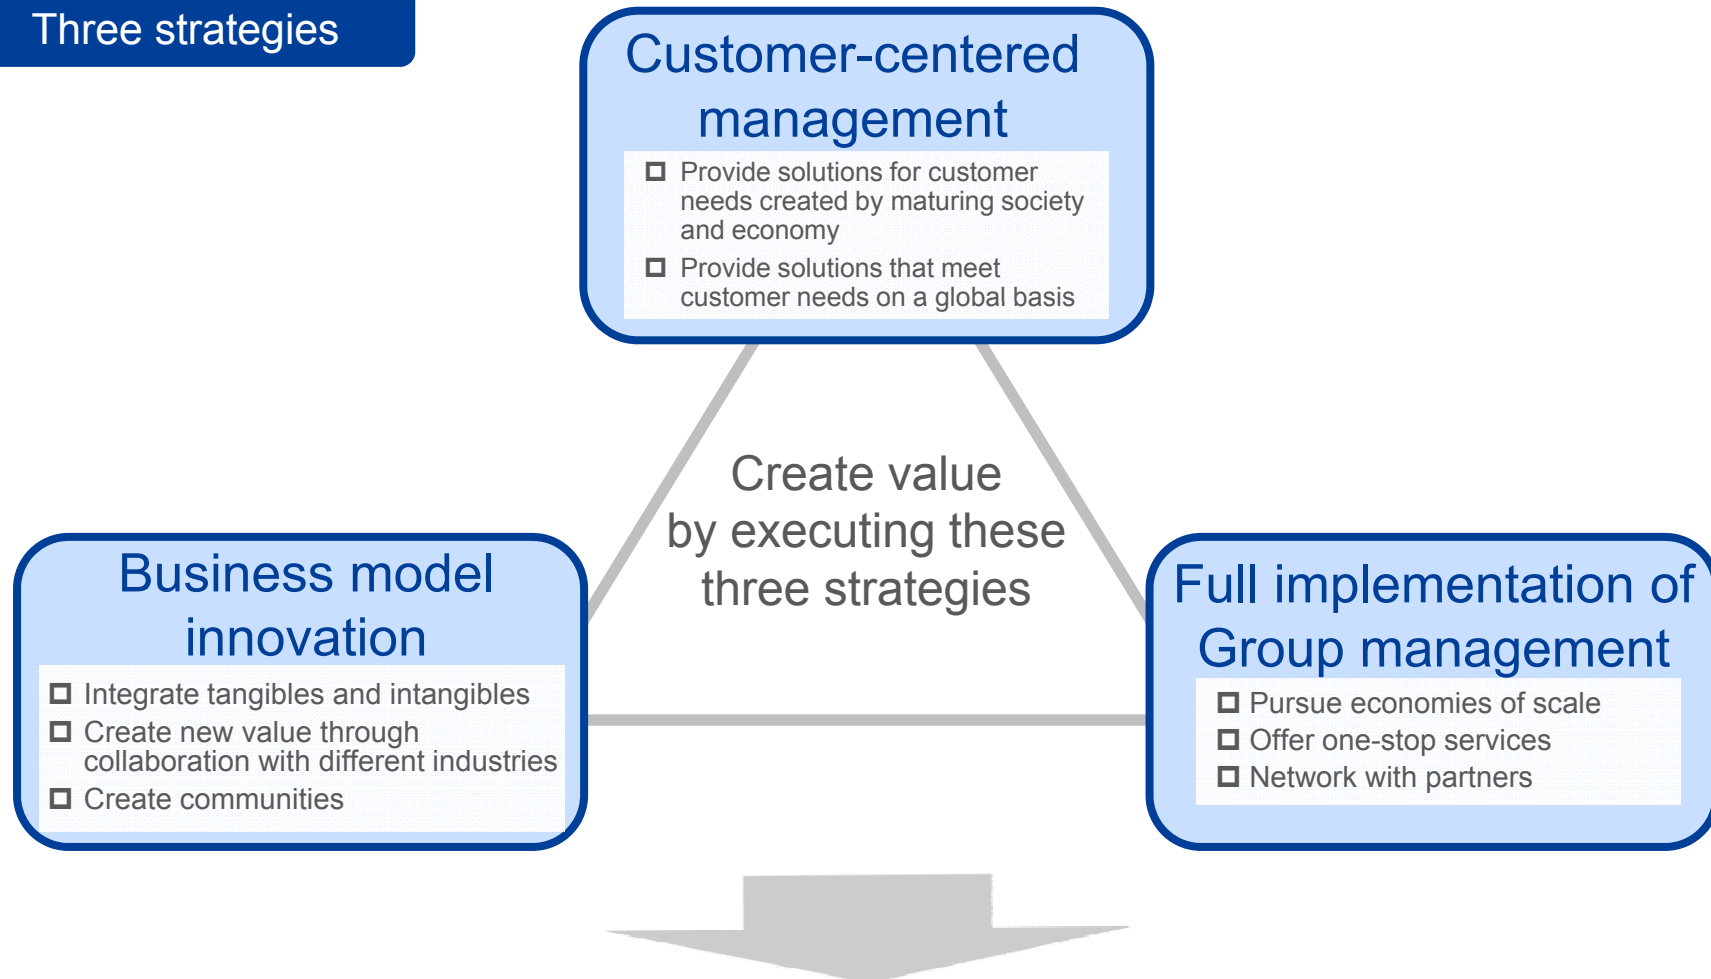 Three strategies
Customer-centered
management
Provide solutions for customer
needs created by maturing society
and economy
Provide solutions that meet
customer needs on a global basis
Create value
by executing these
three strategies
Business model
innovation
Integrate tangibles and intangibles
Create new value through
collaboration with different industries
Create communities
Full implementation of
Group management
Pursue economies of scale
Offer one-stop services
Network with partners